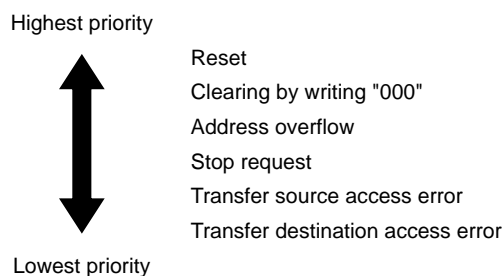 Highest priority
Reset
Clearing by writing "000"
Address overflow
Stop request
Transfer source access error
Transfer destination access error
Lowest priority